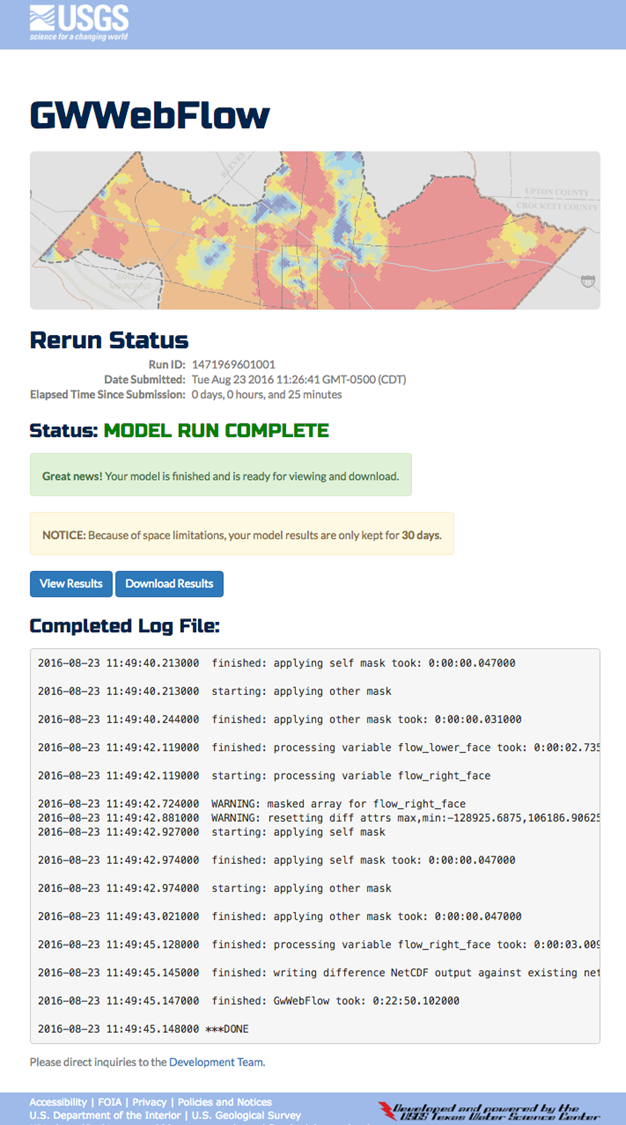 USGS
science for a changing world
GWWebFlow
REEVES
UPTON COUNTY
CROCKETT COUNTY
Rerun Status
Run ID: 1471969601001
Date Submitted: Tue Aug 23 2016 11:26:41 GMT-0500 (CDT)
Elapsed Time Since Submission: 0 days, 0 hours, and 25 minutes
Status: MODEL RUN COMPLETE
Great news! Your model is finished and is ready for viewing and download.
NOTICE: Because of space limitations, your model results are only kept for 30 days.
View Results Download Results
Completed Log File:
2016-08-23 11:49:40.213000 finished: applying self mask took: 0:00:00.047000
2016-08-23 11:49:40.213000 starting: applying other mask
2016-08-23 11:49:40.244000 finished: applying other mask took: 0:00:00.031000
2016-08-23 11:49:42.119000 finished: processing variable flow_lower_face took: 0:00:02.735
2016-08-23 11:49:42.119000 starting: processing variable flow_right_face
2016-08-23 11:49:42.724000 WARNING: masked array for flow_right_face
2016-08-23 11:49:42.881000 WARNING: resetting diff attrs max,min:-128925.6875,106186.90625
2016-08-23 11:49:42.927000 starting: applying self mask
2016-08-23 11:49:42.974000 finished: applying self mask took: 0:00:00.047000
2016-08-23 11:49:42.974000 starting: applying other mask
2016-08-23 11:49:43.021000 finished: applying other mask took: 0:00:00.047000
2016-08-23 11:49:45.128000 finished: processing variable flow_right_face took: 0:00:03.009
2016-08-23 11:49:45.145000 finished: writing difference NetCDF output against existing net
2016-08-23 11:49:45.147000 finished: GwWebFlow took: 0:22:50.102000
2016-08-23 11:49:45.148000 ***DONE
Please direct inquiries to the Development Team.
Accessibility | FOIA | Privacy | Policies and Notices
U.S. Department of the Interior | U.S. Geological Survey
Developed and powered by the
USGS Texas Water Science Center